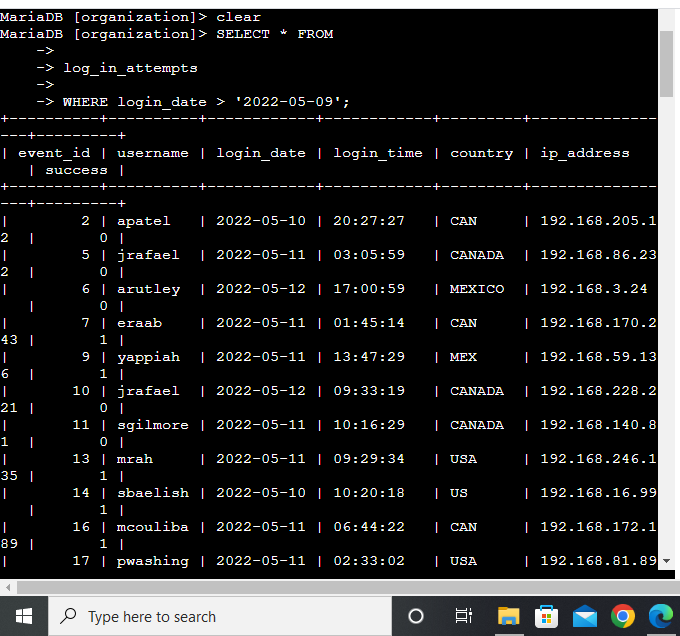 MariaDB [organization]> clear
MariaDB [organization]> SELECT * FROM
    ->
    -> log_in_attempts
    ->
    -> WHERE login_date > '2022-05-09';
+----------+----------+------------+------------+---------+--------------
---+---------+
| event_id | username | login_date | login_time | country | ip_address
   | success |
+----------+----------+------------+------------+---------+--------------
---+---------+
|        2 | apatel   | 2022-05-10 | 20:27:27   | CAN     | 192.168.205.1
2  |       0 |
|        5 | jrafael  | 2022-05-11 | 03:05:59   | CANADA  | 192.168.86.23
2  |       0 |
|        6 | arutley  | 2022-05-12 | 17:00:59   | MEXICO  | 192.168.3.24
   |       0 |
|        7 | eraab    | 2022-05-11 | 01:45:14   | CAN     | 192.168.170.2
43 |       1 |
|        9 | yappiah  | 2022-05-11 | 13:47:29   | MEX     | 192.168.59.13
6  |       1 |
|       10 | jrafael  | 2022-05-12 | 09:33:19   | CANADA  | 192.168.228.2
21 |       0 |
|       11 | sgilmore | 2022-05-11 | 10:16:29   | CANADA  | 192.168.140.8
1  |       0 |
|       13 | mrah     | 2022-05-11 | 09:29:34   | USA     | 192.168.246.1
35 |       1 |
|       14 | sbaelish | 2022-05-10 | 10:20:18   | US      | 192.168.16.99
   |       1 |
|       16 | mcouliba | 2022-05-11 | 06:44:22   | CAN     | 192.168.172.1
89 |       1 |
|       17 | pwashing | 2022-05-11 | 02:33:02   | USA     | 192.168.81.89
Type here to search